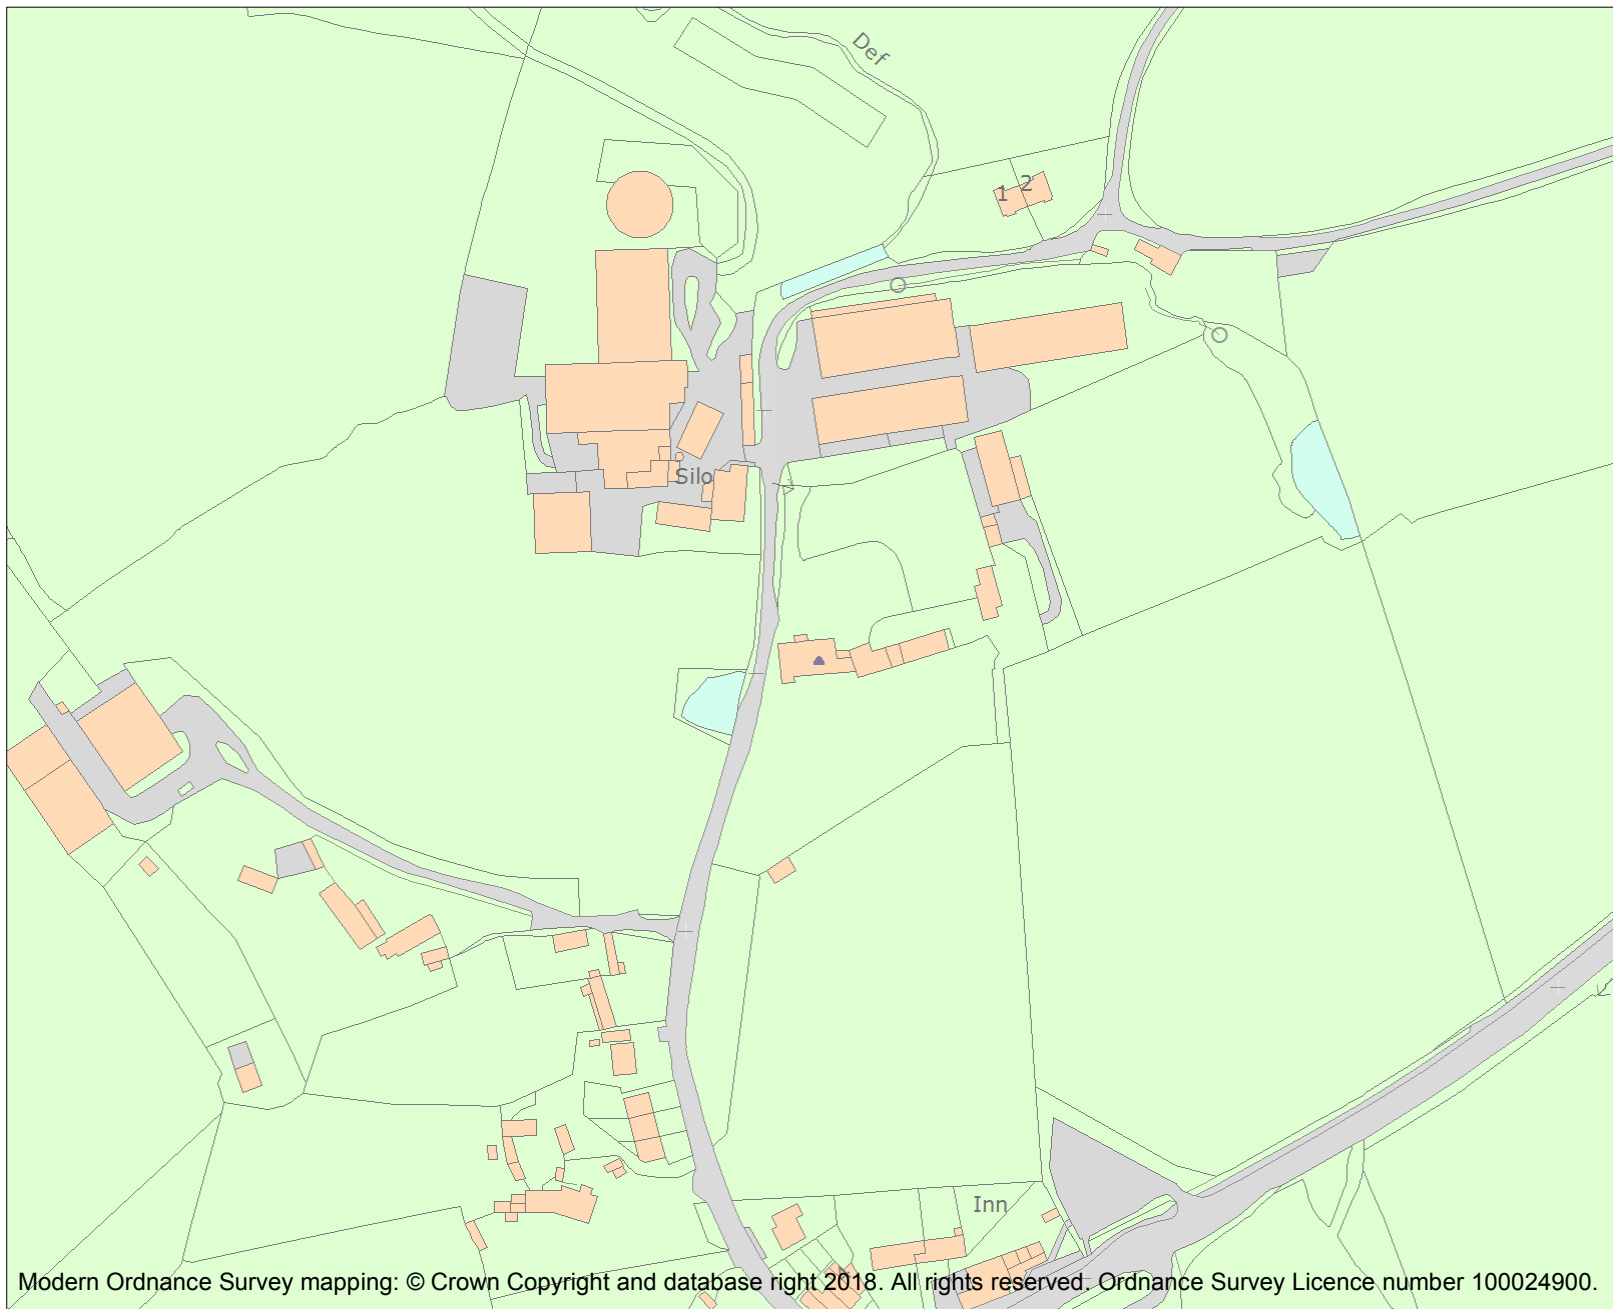 Def
1 2
Silo
Inn
Modern Ordnance Survey mapping: © Crown Copyright and database right 2018. All rights reserved. Ordnance Survey Licence number 100024900.